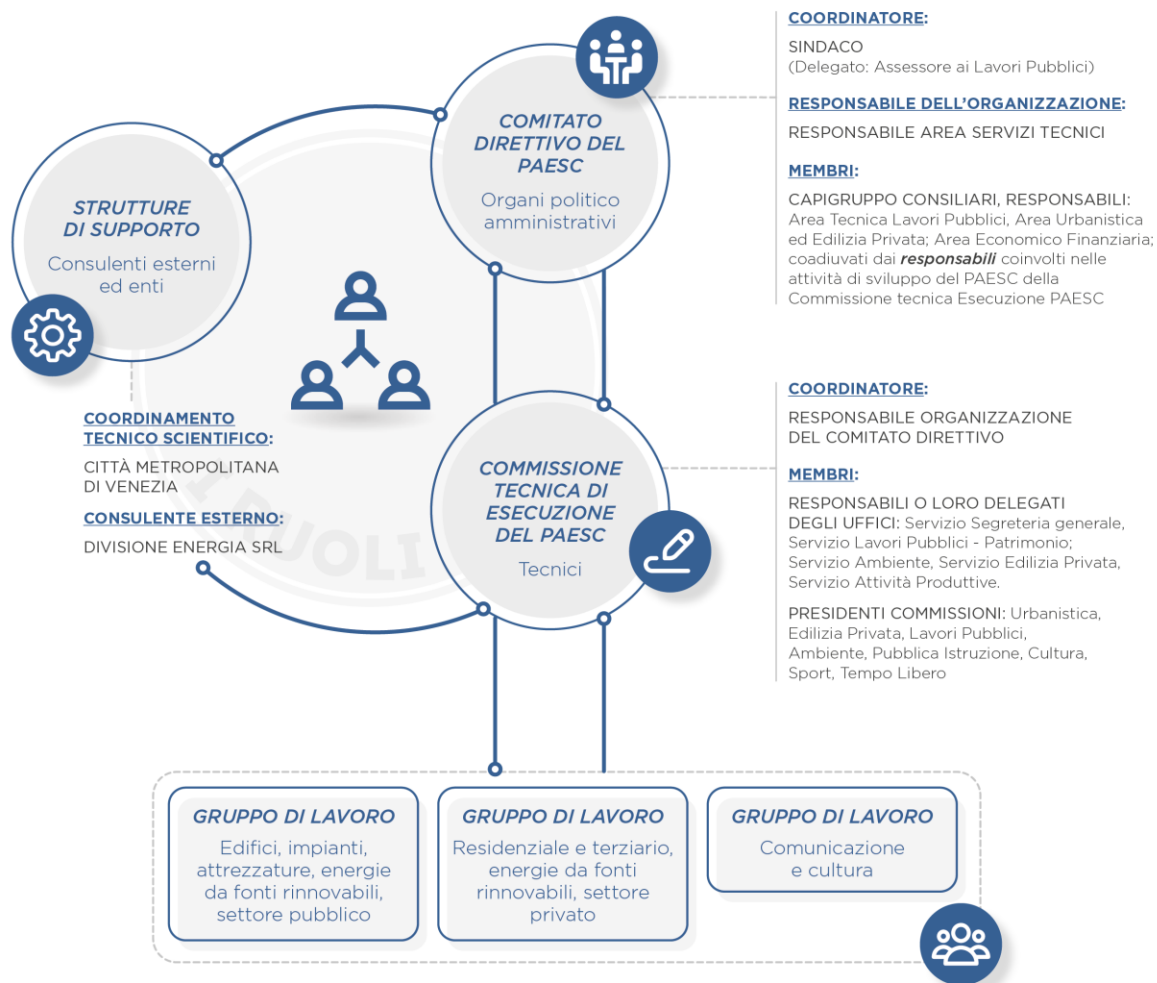 COORDINATORE:
SINDACO
(Delegato: Assessore ai Lavori Pubblici)
RESPONSABILE DELL'ORGANIZZAZIONE:
RESPONSABILE AREA SERVIZI TECNICI
MEMBRI:
CAPIGRUPPO CONSILIARI, RESPONSABILI:
Area Tecnica Lavori Pubblici, Area Urbanistica
ed Edilizia Privata; Area Economico Finanziaria;
coadiuvati dai responsabili coinvolti nelle
attività di sviluppo del PAESC della
Commissione tecnica Esecuzione PAESC
COMITATO
DIRETTIVO DEL
PAESC
Organi politico
amministrativi
STRUTTURE
DI SUPPORTO
Consulenti esterni
ed enti
COORDINAMENTO
TECNICO SCIENTIFICO:
CITTÀ METROPOLITANA
DI VENEZIA
CONSULENTE ESTERNO:
DIVISIONE ENERGIA SRL
I RUOLI
COMMISSIONE
TECNICA DI
ESECUZIONE
DEL PAESC
Tecnici
COORDINATORE:
RESPONSABILE ORGANIZZAZIONE
DEL COMITATO DIRETTIVO
MEMBRI:
RESPONSABILI O LORO DELEGATI
DEGLI UFFICI: Servizio Segreteria generale,
Servizio Lavori Pubblici - Patrimonio;
Servizio Ambiente, Servizio Edilizia Privata,
Servizio Attività Produttive.
PRESIDENTI COMMISSIONI: Urbanistica,
Edilizia Privata, Lavori Pubblici,
Ambiente, Pubblica Istruzione, Cultura,
Sport, Tempo Libero
GRUPPO DI LAVORO
Edifici, impianti,
attrezzature, energie
da fonti rinnovabili,
settore pubblico
GRUPPO DI LAVORO
Residenziale e terziario,
energie da fonti
rinnovabili, settore
privato
GRUPPO DI LAVORO
Comunicazione
e cultura